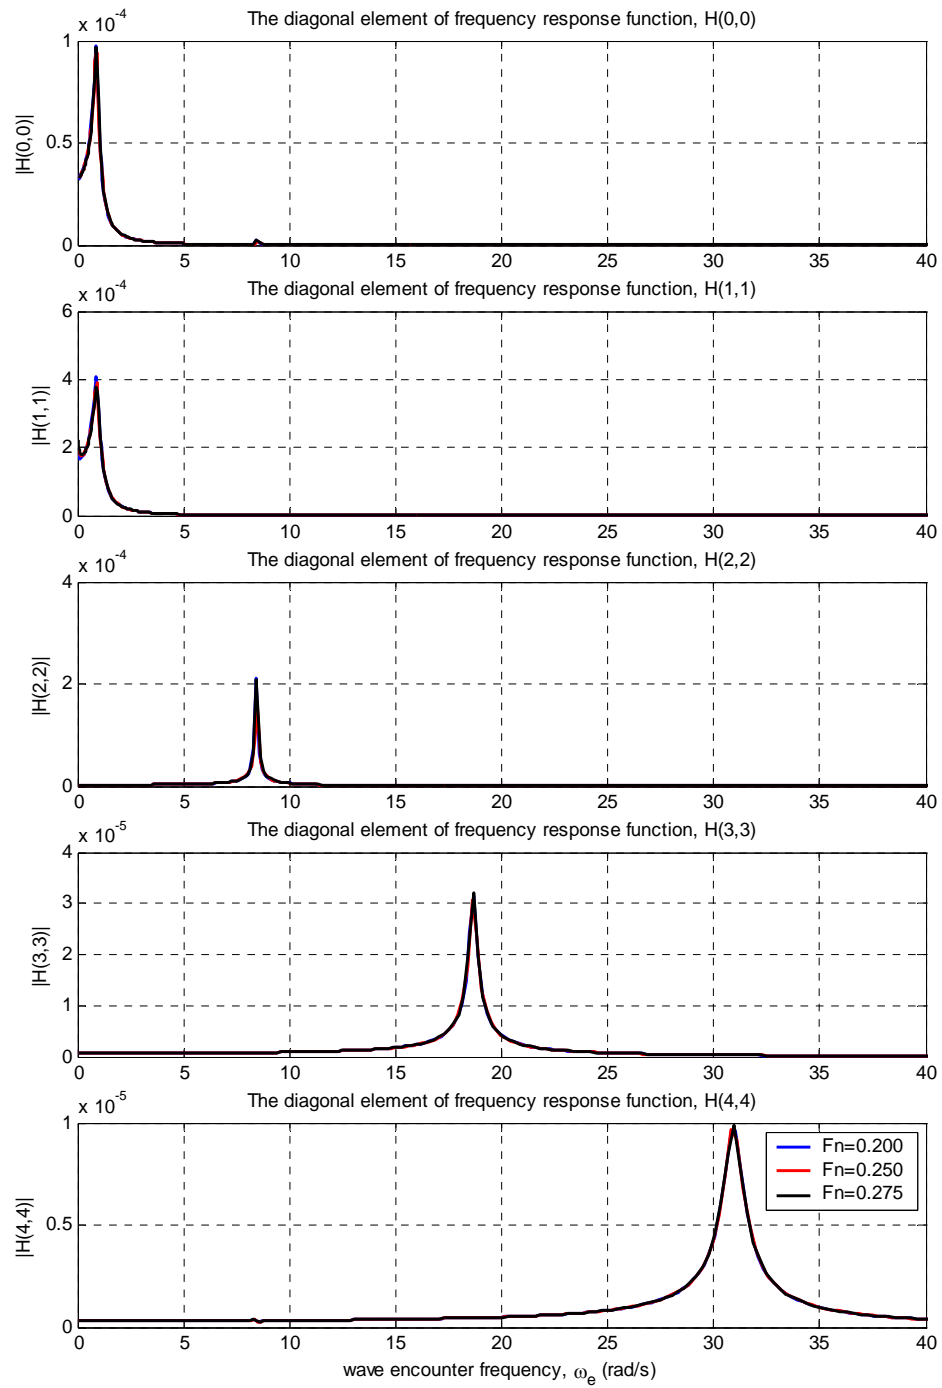 The diagonal element of frequency response function, H(0,0)
x 10^-4
1
0.5
0
|H(0,0)|
0 5 10 15 20 25 30 35 40
The diagonal element of frequency response function, H(1,1)
x 10^-4
6
4
2
0
|H(1,1)|
0 5 10 15 20 25 30 35 40
The diagonal element of frequency response function, H(2,2)
x 10^-4
4
2
0
|H(2,2)|
0 5 10 15 20 25 30 35 40
The diagonal element of frequency response function, H(3,3)
x 10^-5
4
3
2
1
0
|H(3,3)|
0 5 10 15 20 25 30 35 40
The diagonal element of frequency response function, H(4,4)
x 10^-5
1
0.5
0
|H(4,4)|
Fn=0.200
Fn=0.250
Fn=0.275
0 5 10 15 20 25 30 35 40
wave encounter frequency, ω_e (rad/s)